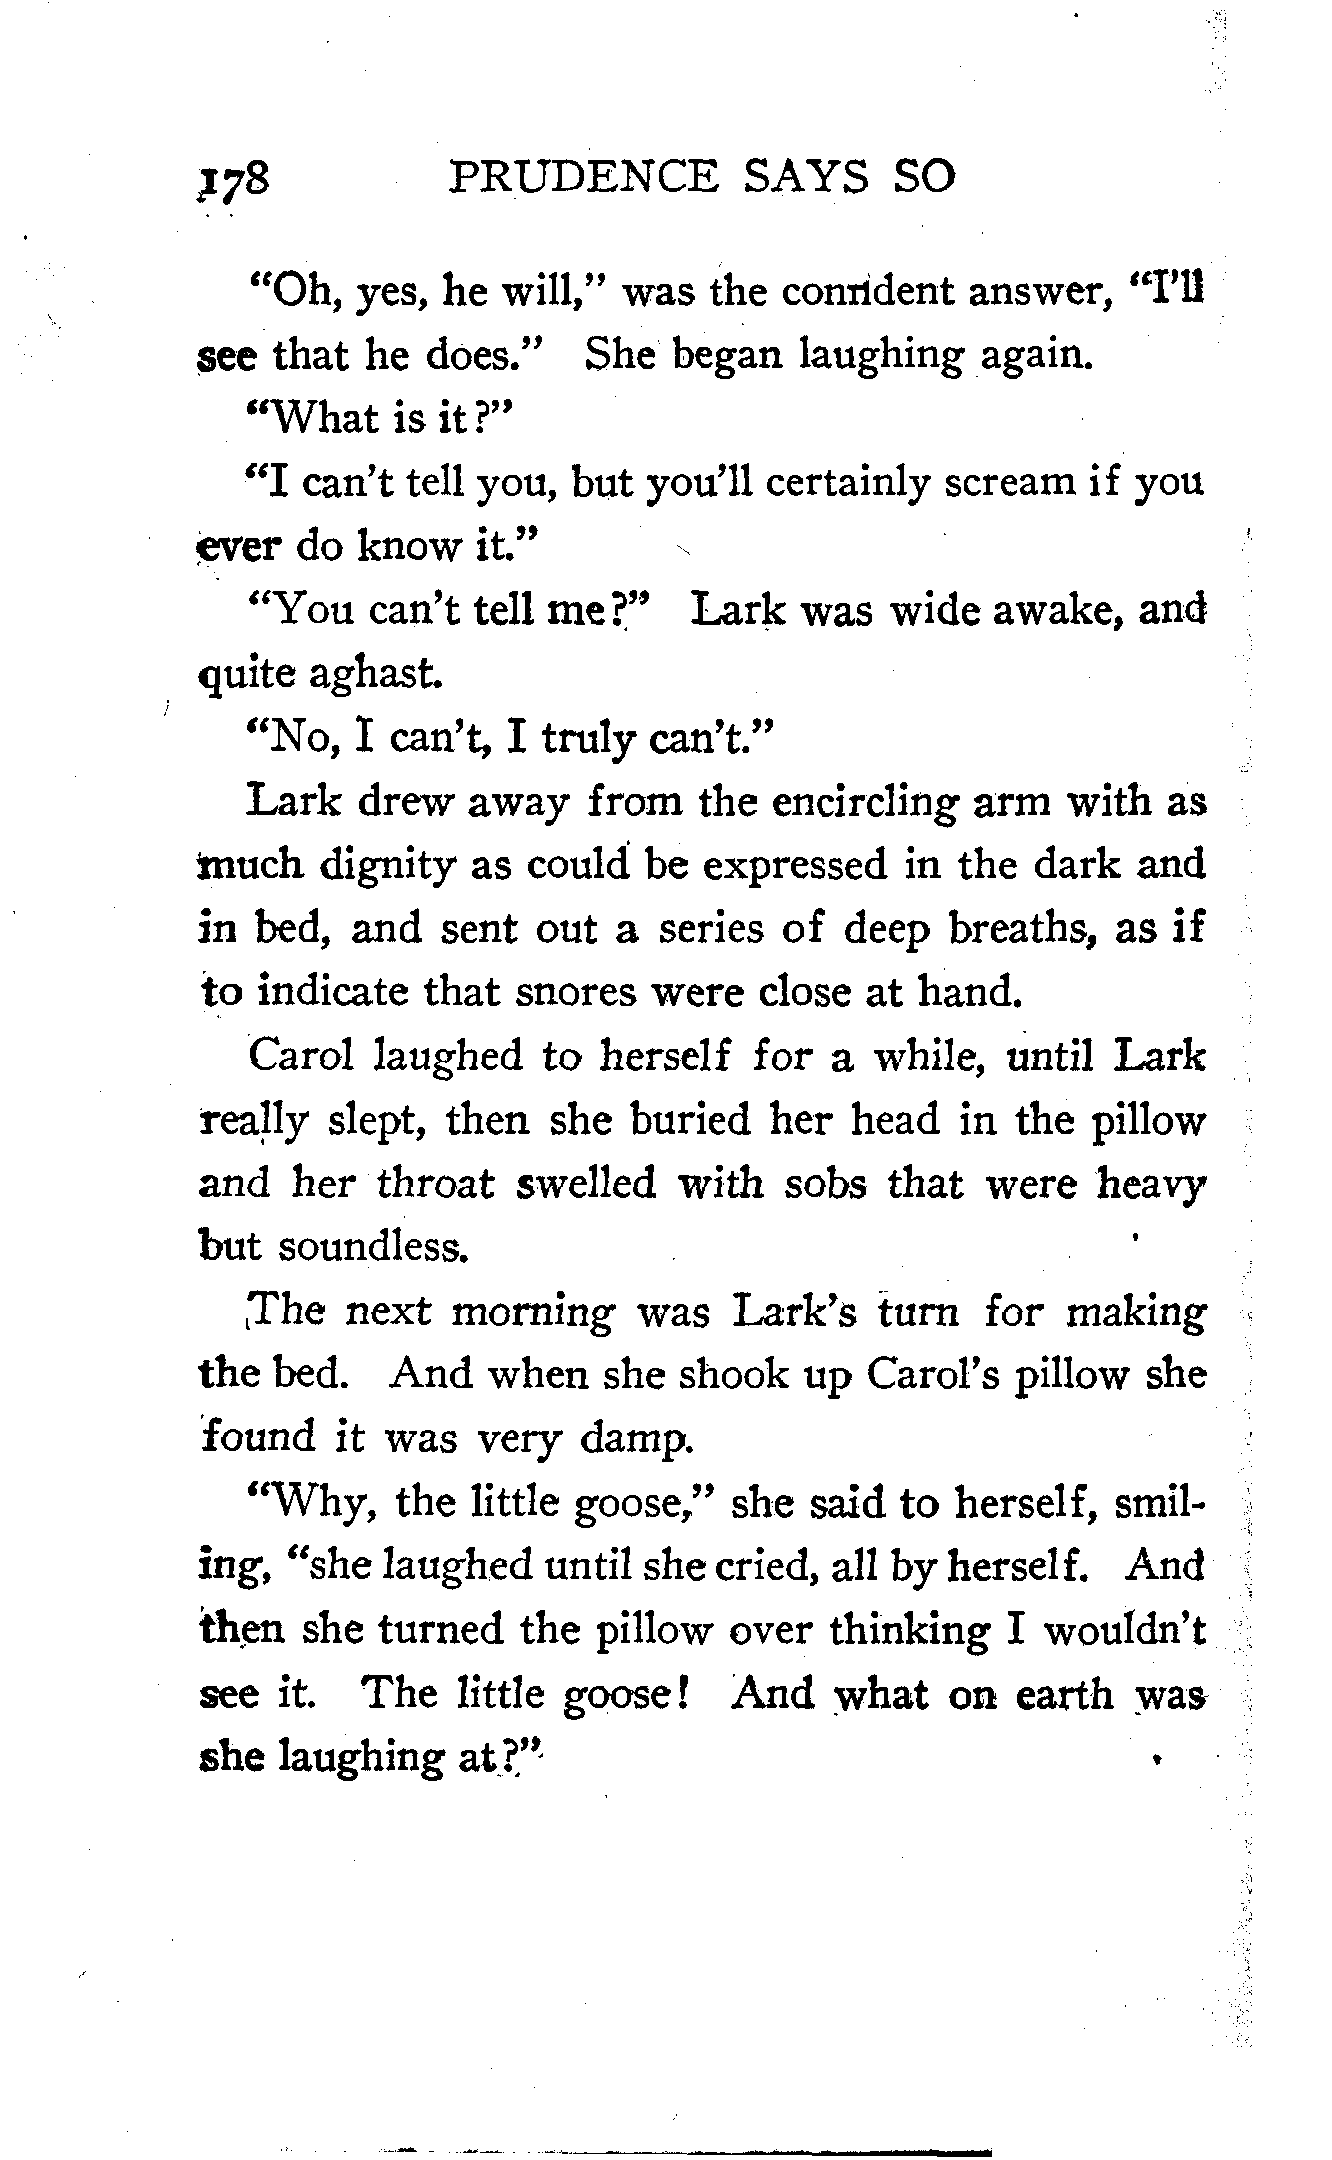 178 PRUDENCE SAYS SO
"Oh, yes, he will," was the confident answer, "I'll
see that he does." She began laughing again.
"What is it?"
"I can't tell you, but you'll certainly scream if you
ever do know it."
"You can't tell me?" Lark was wide awake, and
quite aghast.
"No, I can't, I truly can't."
Lark drew away from the encircling arm with as
much dignity as could be expressed in the dark and
in bed, and sent out a series of deep breaths, as if
to indicate that snores were close at hand.
Carol laughed to herself for a while, until Lark
really slept, then she buried her head in the pillow
and her throat swelled with sobs that were heavy
but soundless.
The next morning was Lark's turn for making
the bed. And when she shook up Carol's pillow she
found it was very damp.
"Why, the little goose," she said to herself, smil-
ing, "she laughed until she cried, all by herself. And
then she turned the pillow over thinking I wouldn't
see it. The little goose! And what on earth was
she laughing at?"